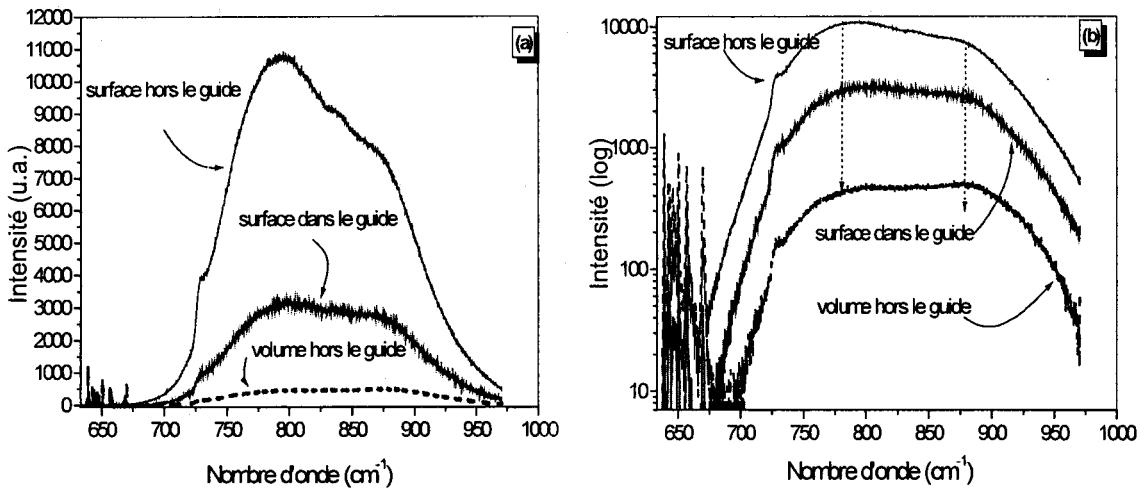 (a)
12000
11000
10000
9000
8000
7000
6000
5000
4000
3000
2000
1000
0
Intensité (u.a.)
surface hors le guide
surface dans le guide
volume hors le guide
650 700 750 800 850 900 950 1000
Nombre d'onde (cm-1)
(b)
10000
1000
100
10
Intensité (log)
surface hors le guide
surface dans le guide
volume hors le guide
650 700 750 800 850 900 950 1000
Nombre d'onde (cm-1)